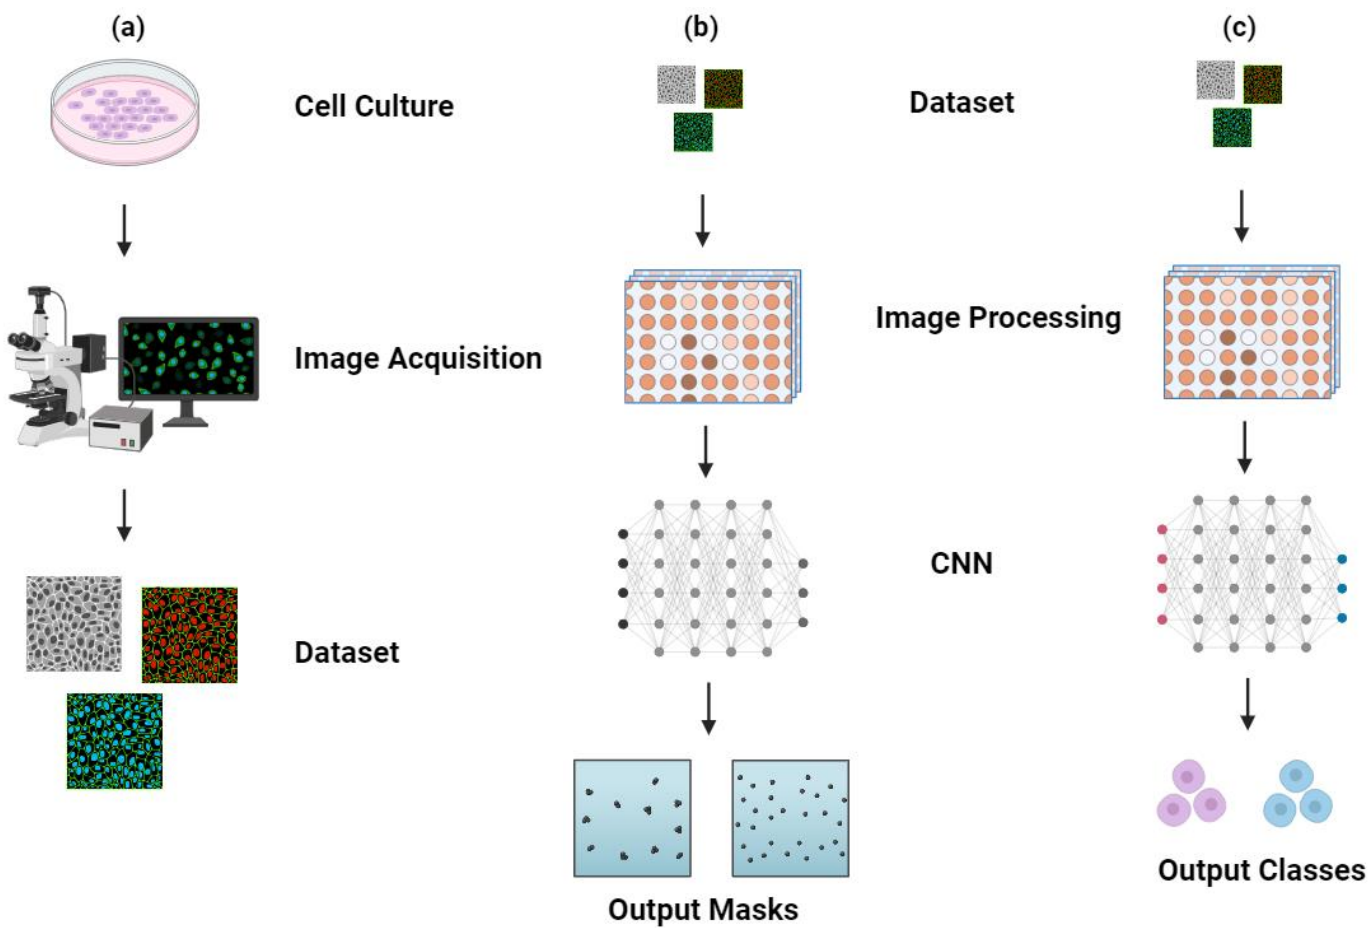 (a)
(b)
(c)
Cell Culture
Dataset
Image Processing
Image Acquisition
CNN
Dataset
Output Classes
Output Masks